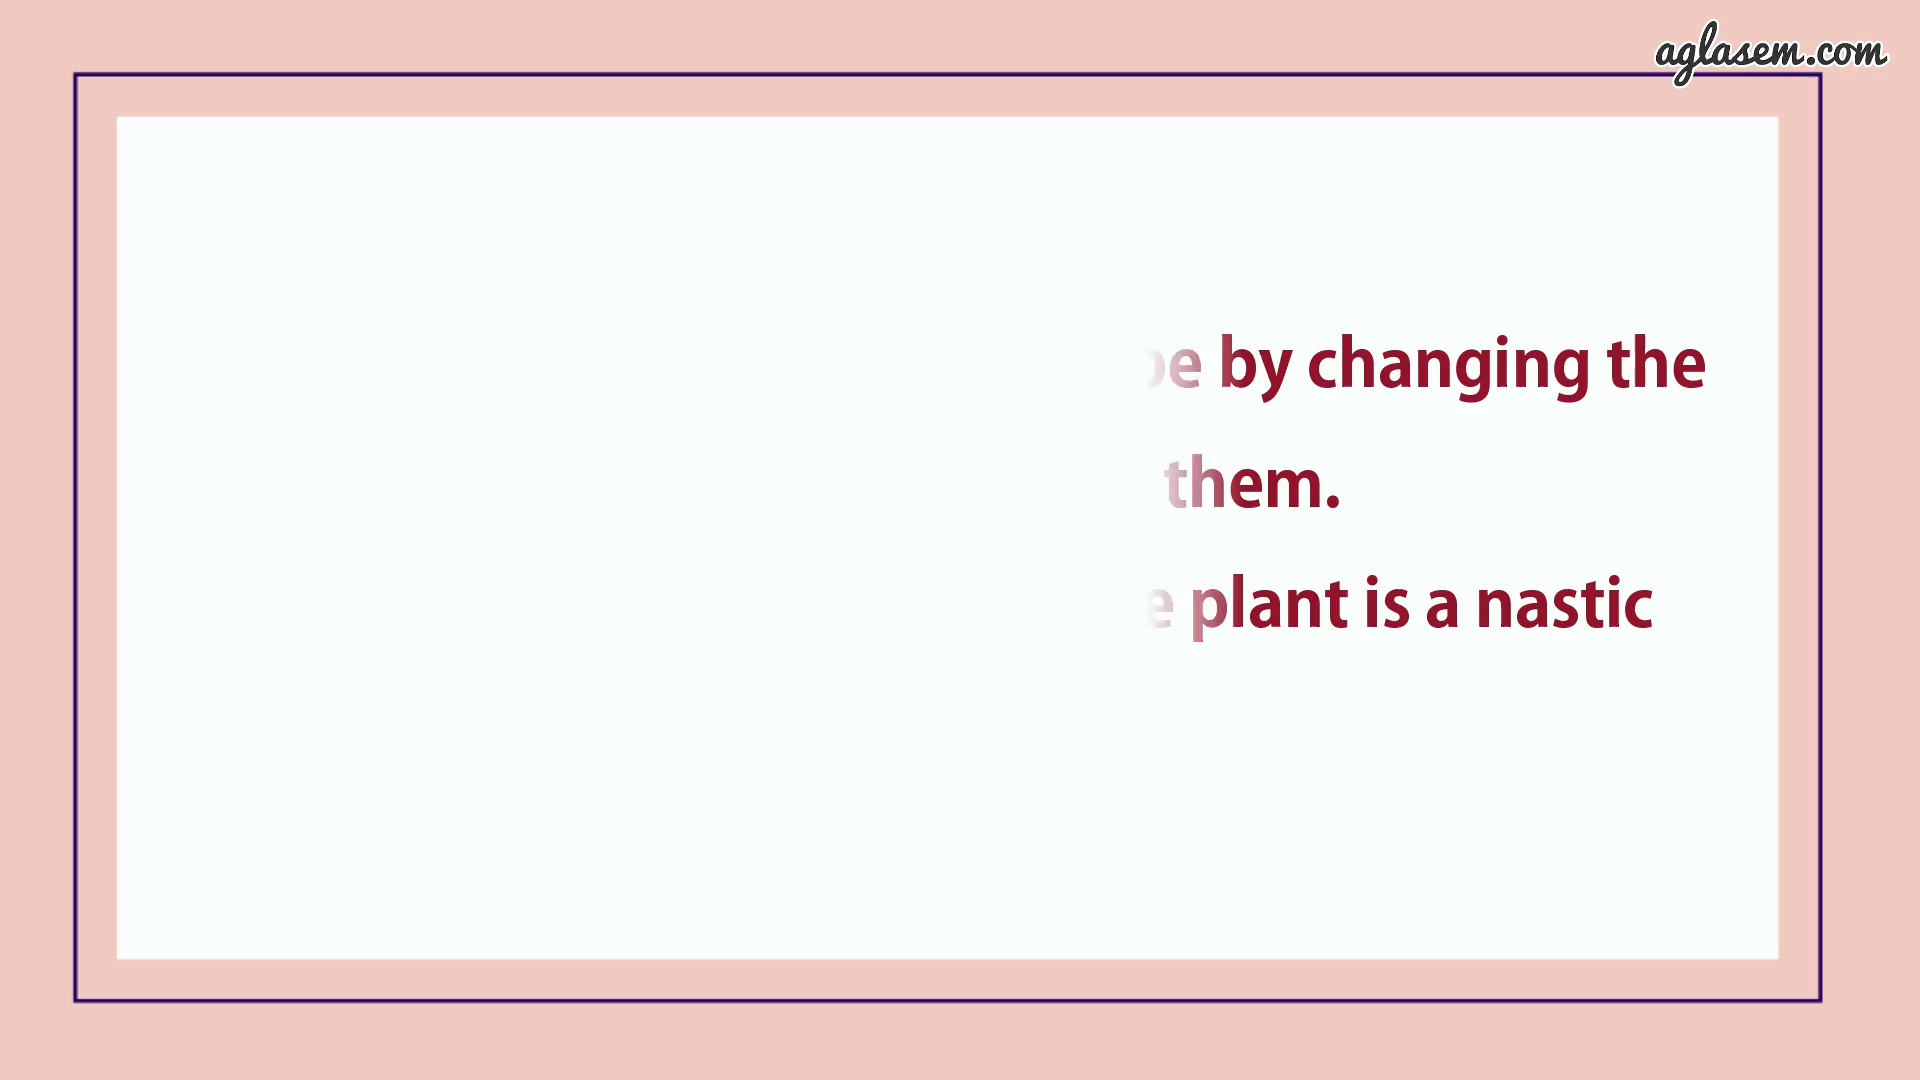 aglasem.com
by changing the
them.
plant is a nastic